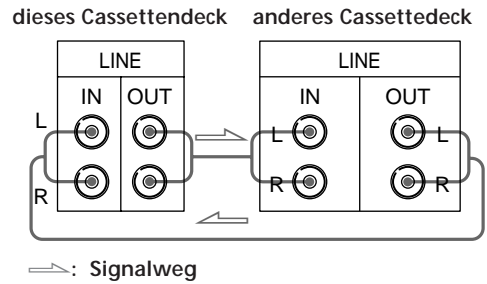 dieses Cassettendeck anderes Cassettedeck
LINE LINE
IN OUT IN OUT
L L L
R R R
: Signalweg